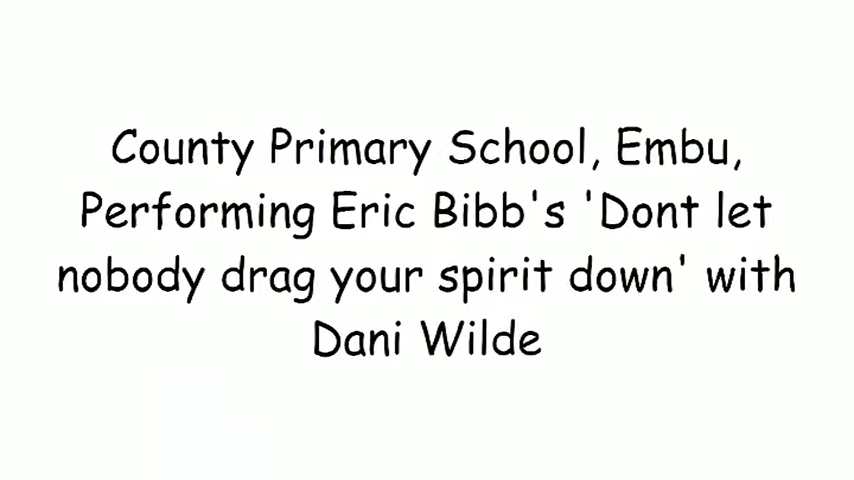 County Primary School, Embu,
Performing Eric Bibb's 'Dont let
nobody drag your spirit down' with
Dani Wilde